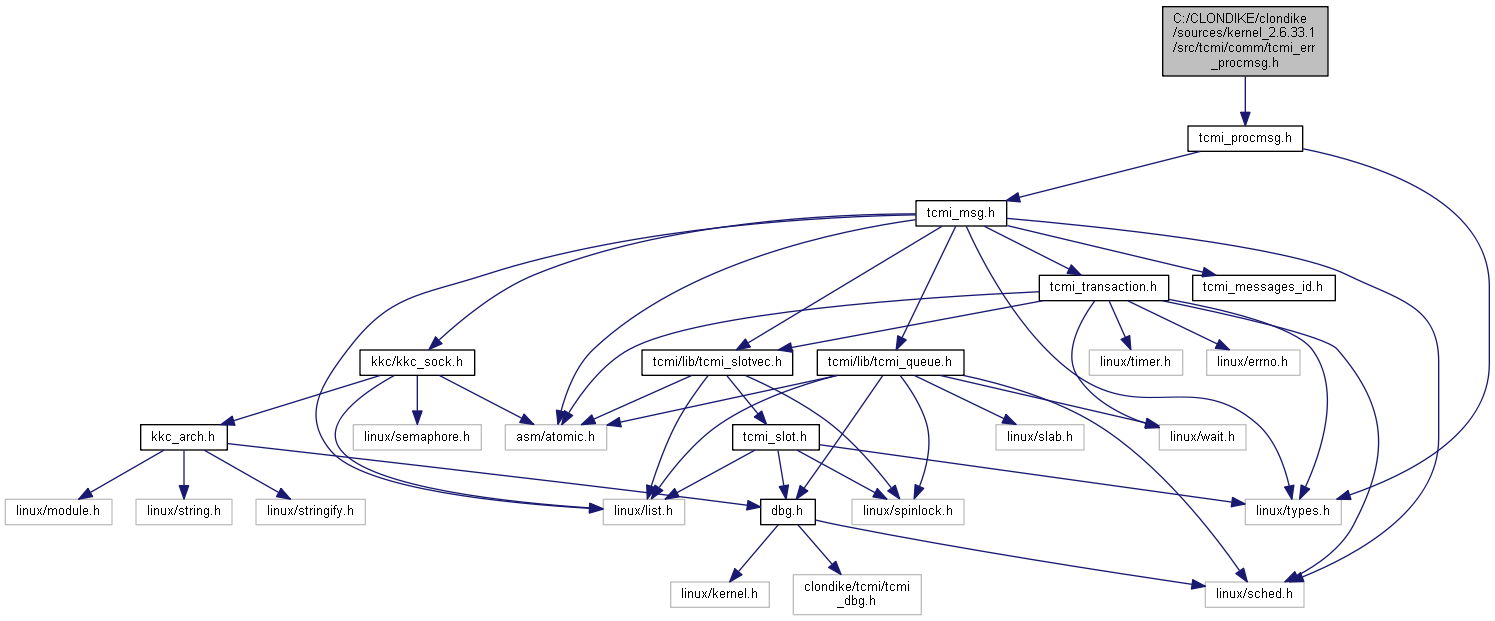 C:/CLONDIKE/clondike
/sources/kernel_2.6.33.1
/src/tcmi/comm/tcmi_err
_procmsg.h
tcmi_procmsg.h
tcmi_msg.h
tcmi_transaction.h
tcmi_messages_id.h
kkc/kkc_sock.h
tcmi/lib/tcmi_slotvec.h
tcmi/lib/tcmi_queue.h
linux/timer.h
linux/errno.h
kkc_arch.h
linux/semaphore.h
asm/atomic.h
tcmi_slot.h
linux/slab.h
linux/wait.h
linux/module.h
linux/string.h
linux/stringify.h
linux/list.h
dbg.h
linux/spinlock.h
linux/types.h
linux/kernel.h
clondike/tcmi/tcmi
_dbg.h
linux/sched.h